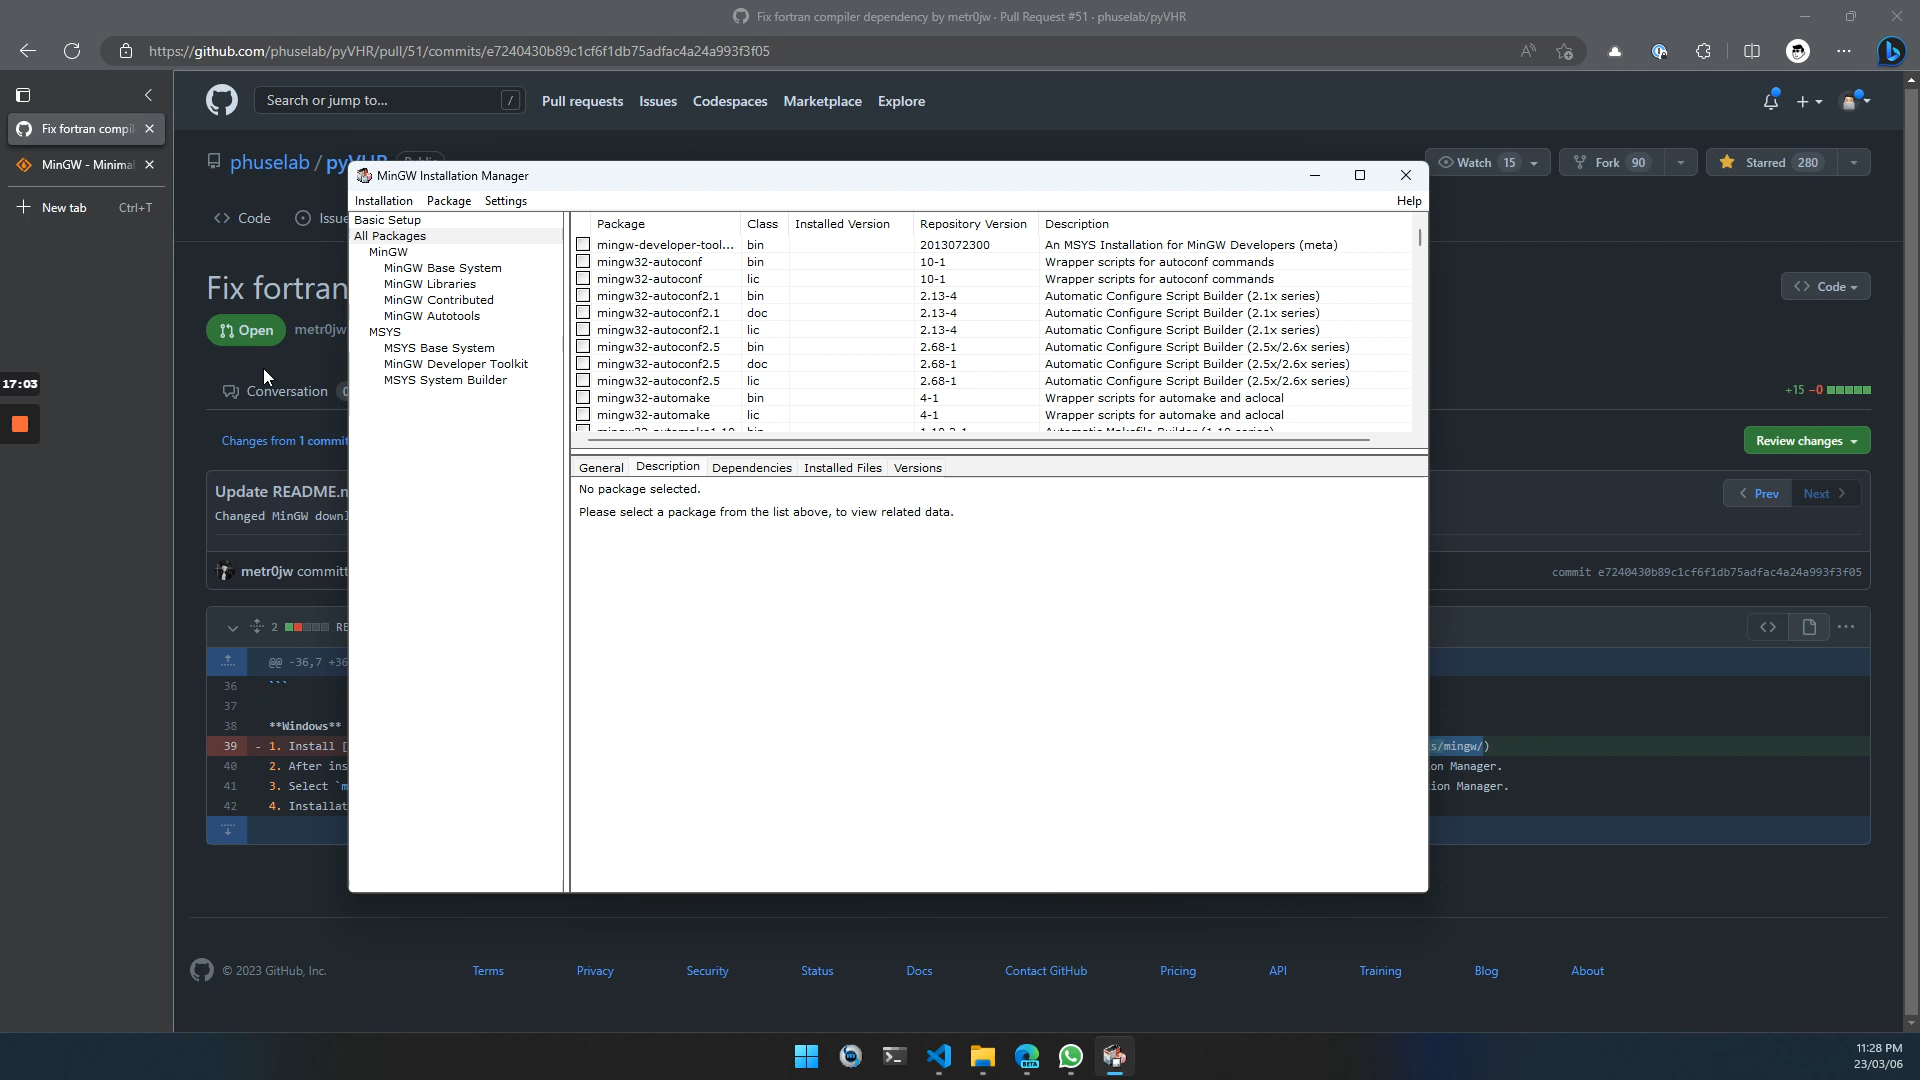 Fix fortran compiler dependency by metr0jw · Pull Request #51 · phuselab/pyVHR
https://github.com/phuselab/pyVHR/pull/51/commits/e7240430b89c1cf6f1db75adfac4a24a993f3f05
Fix fortran compil
MinGW - Minimal
New tab Ctrl+T
Search or jump to... /
Pull requests Issues Codespaces Marketplace Explore
phuselab / pyVHR Public
Watch 15 Fork 90 Starred 280
Code Issue
Fix fortran
Code
Open metr0jw
17:03
Conversation 0
+15 −0
Changes from 1 commit
Review changes
Update README.m
Changed MinGW downl
Prev Next
metr0jw committ
commit e7240430b89c1cf6f1db75adfac4a24a993f3f05
2 RE
@@ -36,7 +36
36 ```
37
38 **Windows**
39 - 1. Install [
s/mingw/)
40 2. After ins
on Manager.
41 3. Select `m
ion Manager.
42 4. Installat
MinGW Installation Manager
Installation Package Settings Help
Basic Setup
All Packages
MinGW
MinGW Base System
MinGW Libraries
MinGW Contributed
MinGW Autotools
MSYS
MSYS Base System
MinGW Developer Toolkit
MSYS System Builder
Package Class Installed Version Repository Version Description
mingw-developer-tool... bin 2013072300 An MSYS Installation for MinGW Developers (meta)
mingw32-autoconf bin 10-1 Wrapper scripts for autoconf commands
mingw32-autoconf lic 10-1 Wrapper scripts for autoconf commands
mingw32-autoconf2.1 bin 2.13-4 Automatic Configure Script Builder (2.1x series)
mingw32-autoconf2.1 doc 2.13-4 Automatic Configure Script Builder (2.1x series)
mingw32-autoconf2.1 lic 2.13-4 Automatic Configure Script Builder (2.1x series)
mingw32-autoconf2.5 bin 2.68-1 Automatic Configure Script Builder (2.5x/2.6x series)
mingw32-autoconf2.5 doc 2.68-1 Automatic Configure Script Builder (2.5x/2.6x series)
mingw32-autoconf2.5 lic 2.68-1 Automatic Configure Script Builder (2.5x/2.6x series)
mingw32-automake bin 4-1 Wrapper scripts for automake and aclocal
mingw32-automake lic 4-1 Wrapper scripts for automake and aclocal
General Description Dependencies Installed Files Versions
No package selected.
Please select a package from the list above, to view related data.
© 2023 GitHub, Inc. Terms Privacy Security Status Docs Contact GitHub Pricing API Training Blog About
BETA
11:28 PM
23/03/06